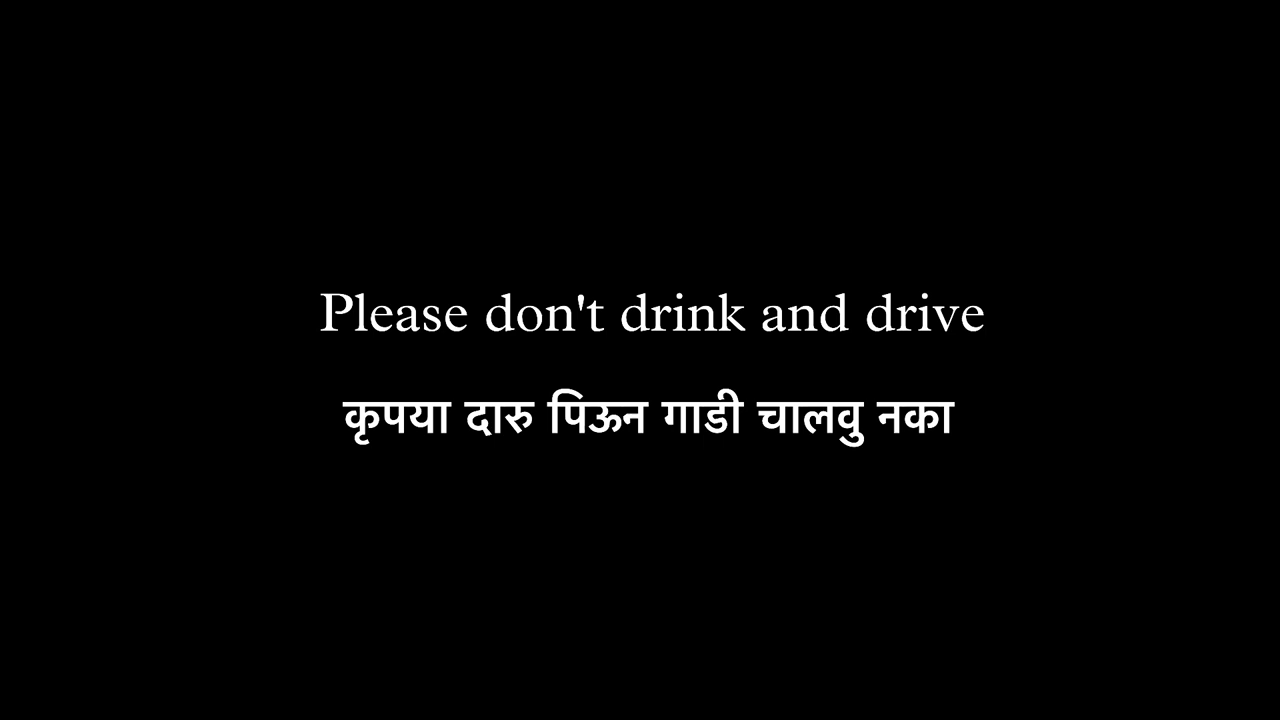 Please don't drink and drive
कृपया दारु पिऊन गाडी चालवु नका